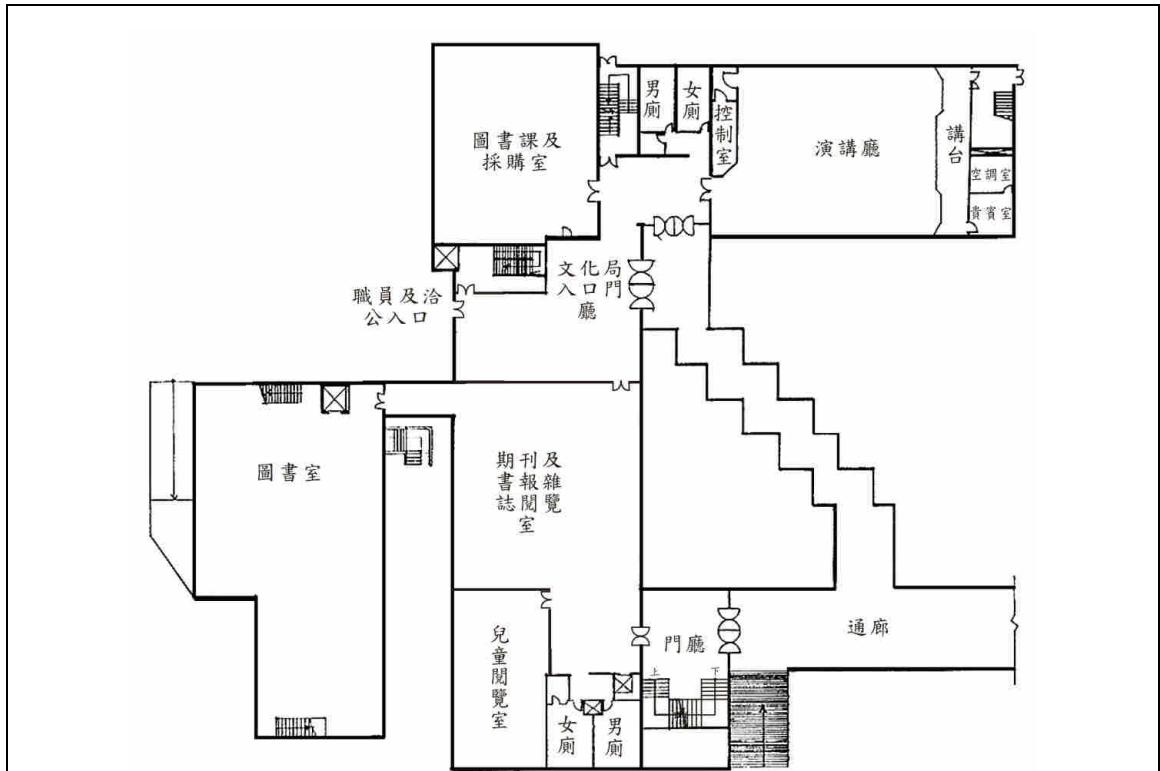 男廁
女廁
控制室
圖書課及
採購室
演講廳
講台
空調室
貴賓室
文化局
入口門
廳
職員及洽
公入口
圖書室
期刊及
書報雜
誌閱覽
室
兒童閱覽室
門廳
通廊
上
下
女廁
男廁